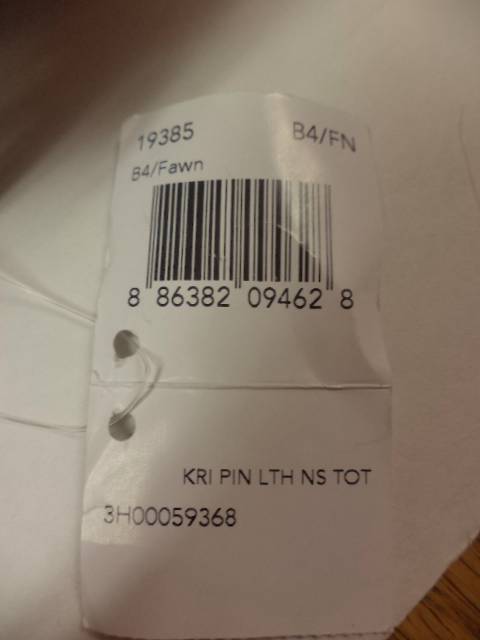 19385 B4/FN
B4/Fawn
8 86382 09462 8
KRI PIN LTH NS TOT
3H00059368